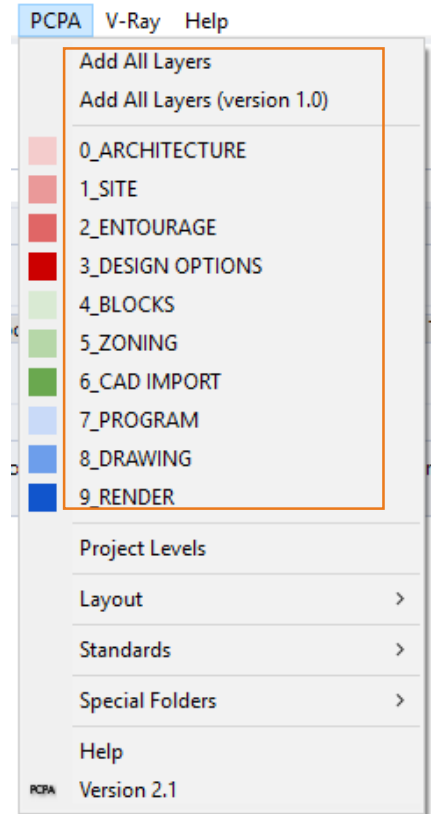 PCPA V-Ray Help
Add All Layers
Add All Layers (version 1.0)
0_ARCHITECTURE
1_SITE
2_ENTOURAGE
3_DESIGN OPTIONS
4_BLOCKS
5_ZONING
6_CAD IMPORT
7_PROGRAM
8_DRAWING
9_RENDER
Project Levels
Layout
Standards
Special Folders
Help
PCPA Version 2.1